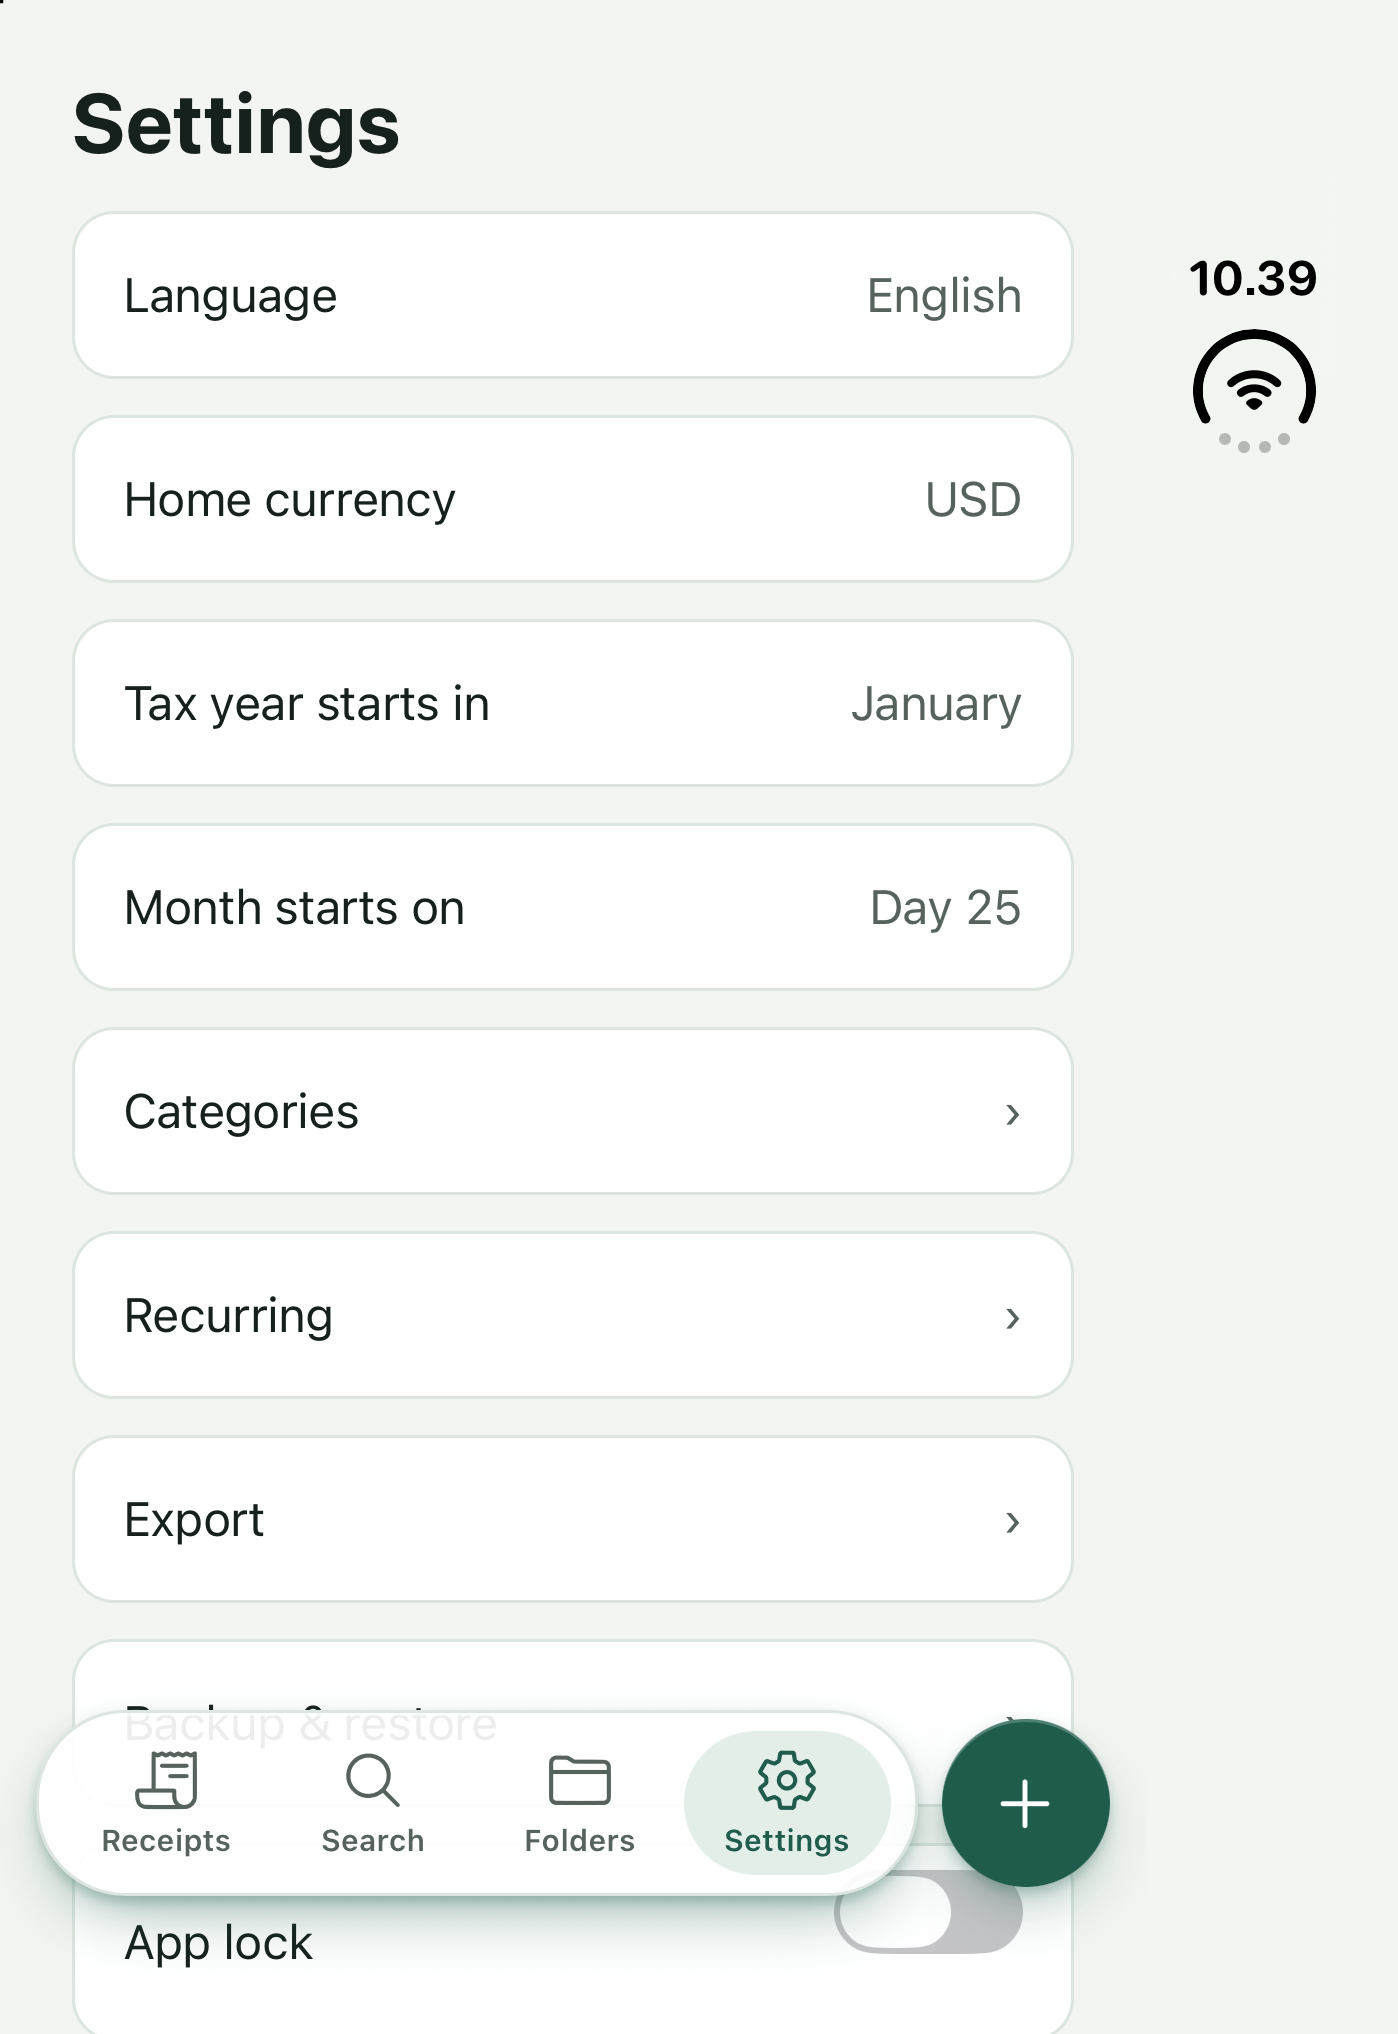 Settings
10.39
Language English
Home currency USD
Tax year starts in January
Month starts on Day 25
Categories ›
Recurring ›
Export ›
Backup & restore
Receipts Search Folders Settings
App lock